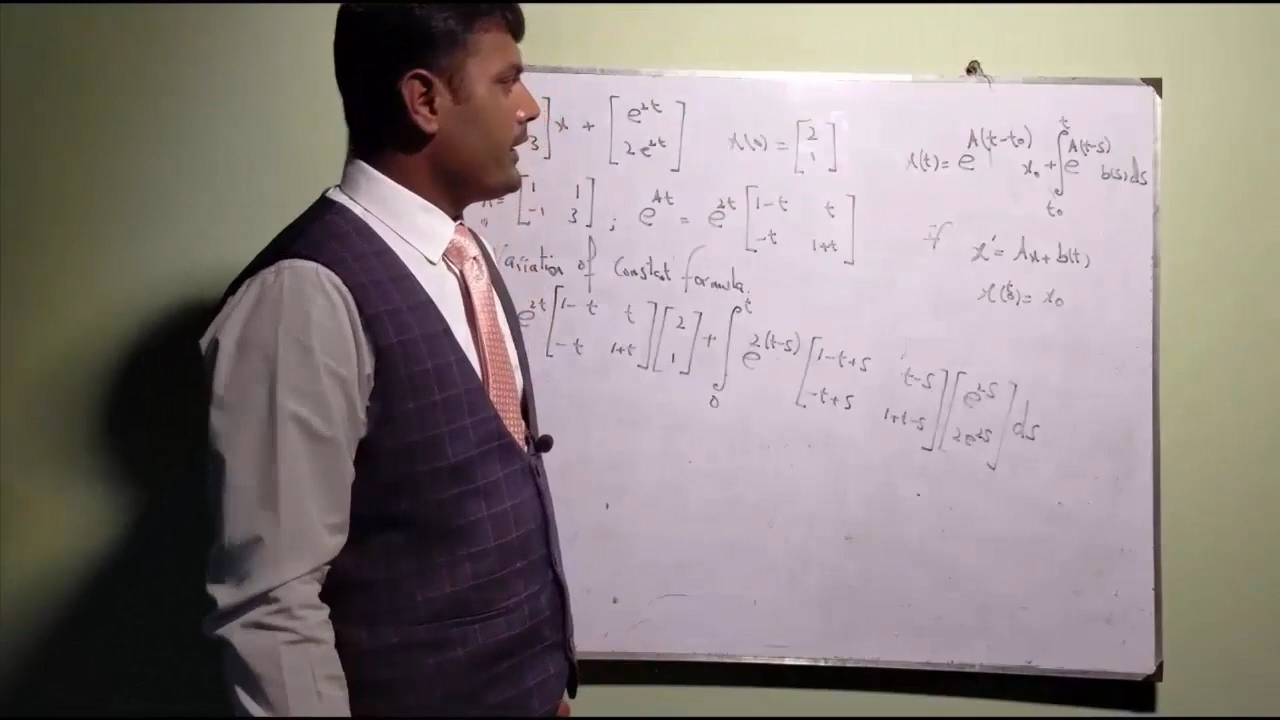 3] x + [e^{2t} 2e^{2t}] x(0) = [2 1]
x(t) = e^{A(t-t0)} x0 + ∫_{t0}^{t} e^{A(t-s)} b(s) ds
A = [1 1 -1 3] ; e^{At} = e^{2t} [1-t t -t 1+t]
if x' = Ax + b(t)
x(t0) = x0
Variation of Constat formula.
e^{2t} [1-t t -t 1+t] [2 1] + ∫_0^t e^{2(t-s)} [1-t+s t-s -t+s 1+t-s] [e^{2s} 2e^{2s}] ds